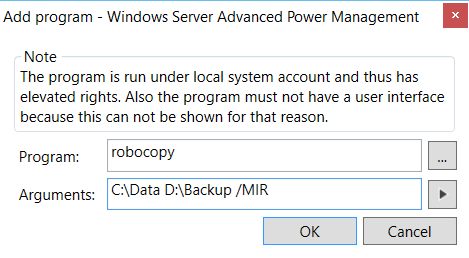 Add program - Windows Server Advanced Power Management
Note
The program is run under local system account and thus has
elevated rights. Also the program must not have a user interface
because this can not be shown for that reason.
Program: robocopy ...
Arguments: C:\Data D:\Backup /MIR
OK Cancel